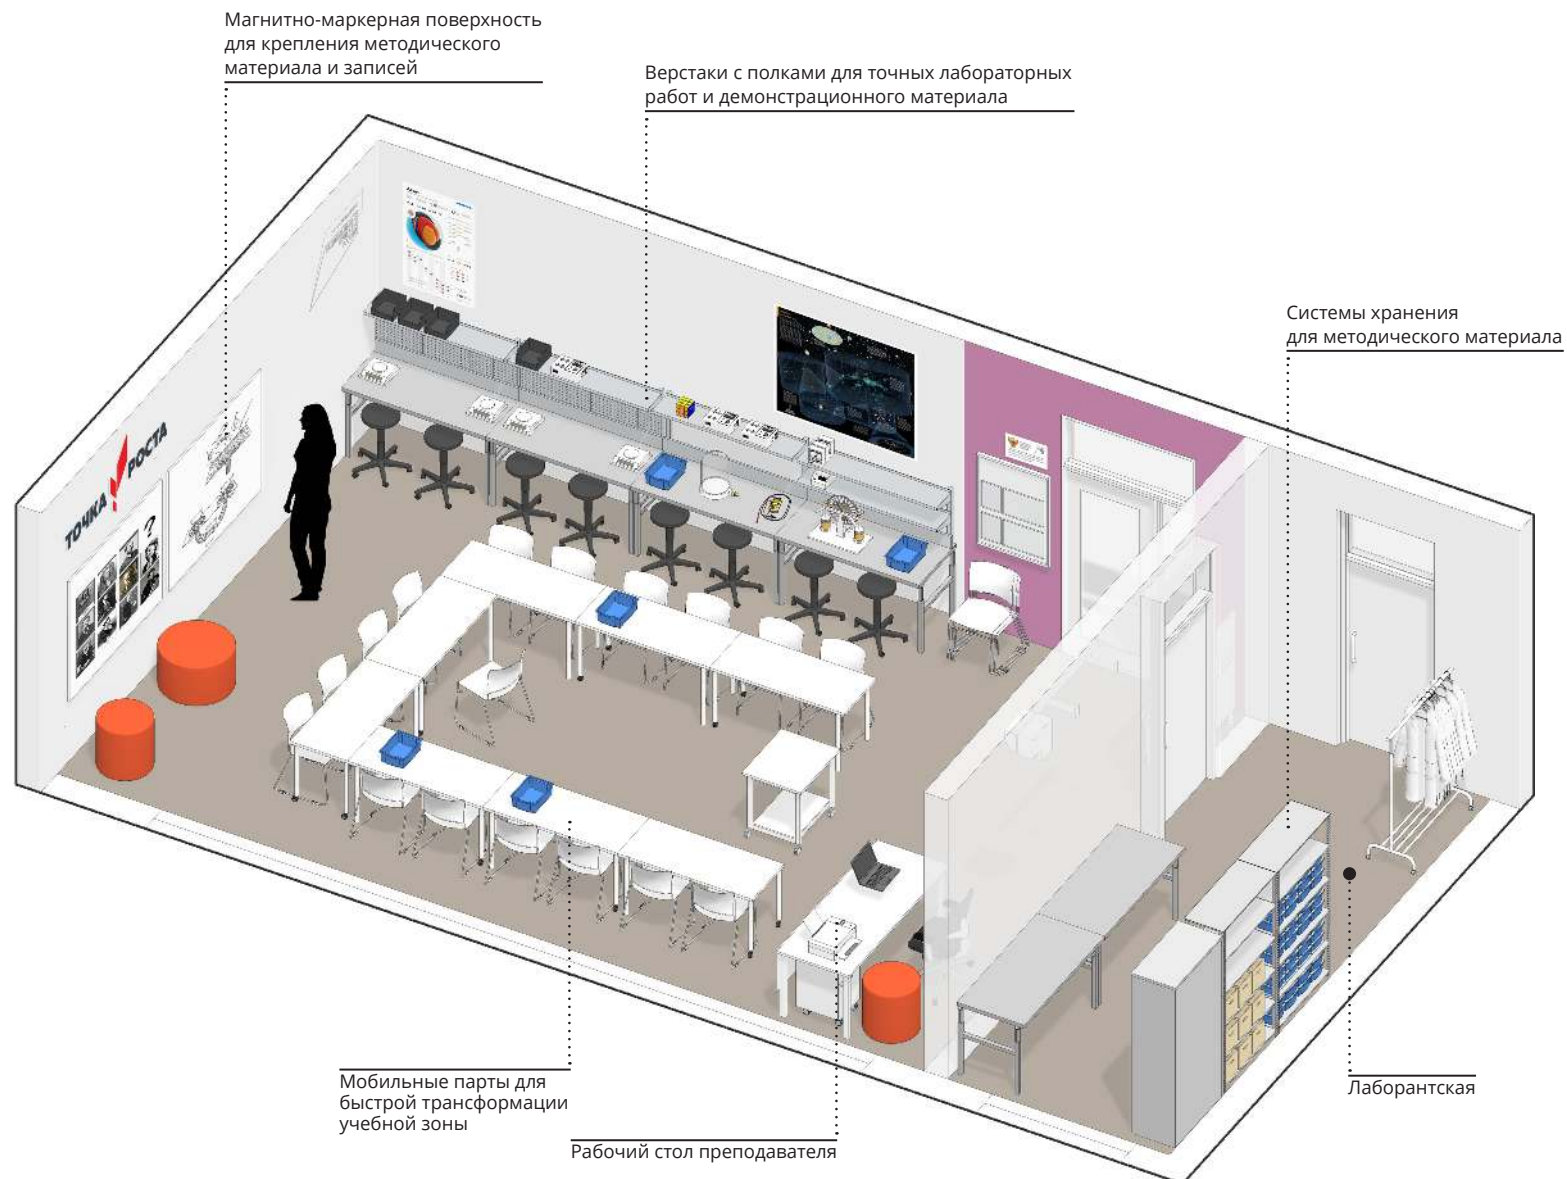 Магнитно-маркерная поверхность
для крепления методического
материала и записей
Верстаки с полками для точных лабораторных
работ и демонстрационного материала
Системы хранения
для методического материала
ТОЧКА РОСТА
?
Мобильные парты для
быстрой трансформации
учебной зоны
Рабочий стол преподавателя
Лаборантская